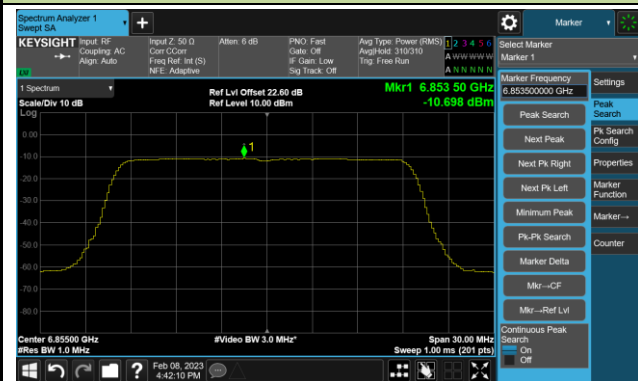 Spectrum Analyzer 1
Swept SA
Marker
KEYSIGHT
Input: RF
Coupling: AC
Align: Auto
Input Z: 50 Ω
Corr CCorr
Freq Ref: Int (S)
NFE: Adaptive
Atten: 6 dB
PNO: Fast
Gate: Off
IF Gain: Low
Sig Track: Off
Avg Type: Power (RMS)
Avg|Hold: 310/310
Trig: Free Run
1 2 3 4 5 6
A W W W W W
A N N N N N
LXI
Select Marker
Marker 1
1 Spectrum
Scale/Div 10 dB
Log
Ref Lvl Offset 22.60 dB
Ref Level 10.00 dBm
Mkr1 6.853 50 GHz
-10.698 dBm
Marker Frequency
6.853500000 GHz
Peak Search
Next Peak
Next Pk Right
Next Pk Left
Minimum Peak
Pk-Pk Search
Marker Delta
Mkr→CF
Mkr→Ref Lvl
Continuous Peak
Search
On
Off
Settings
Peak
Search
Pk Search
Config
Properties
Marker
Function
Marker→
Counter
0.00
-10.0
-20.0
-30.0
-40.0
-50.0
-60.0
-70.0
-80.0
1
Center 6.85500 GHz
#Res BW 1.0 MHz
#Video BW 3.0 MHz*
Span 30.00 MHz
Sweep 1.00 ms (201 pts)
?
Feb 08, 2023
4:42:10 PM